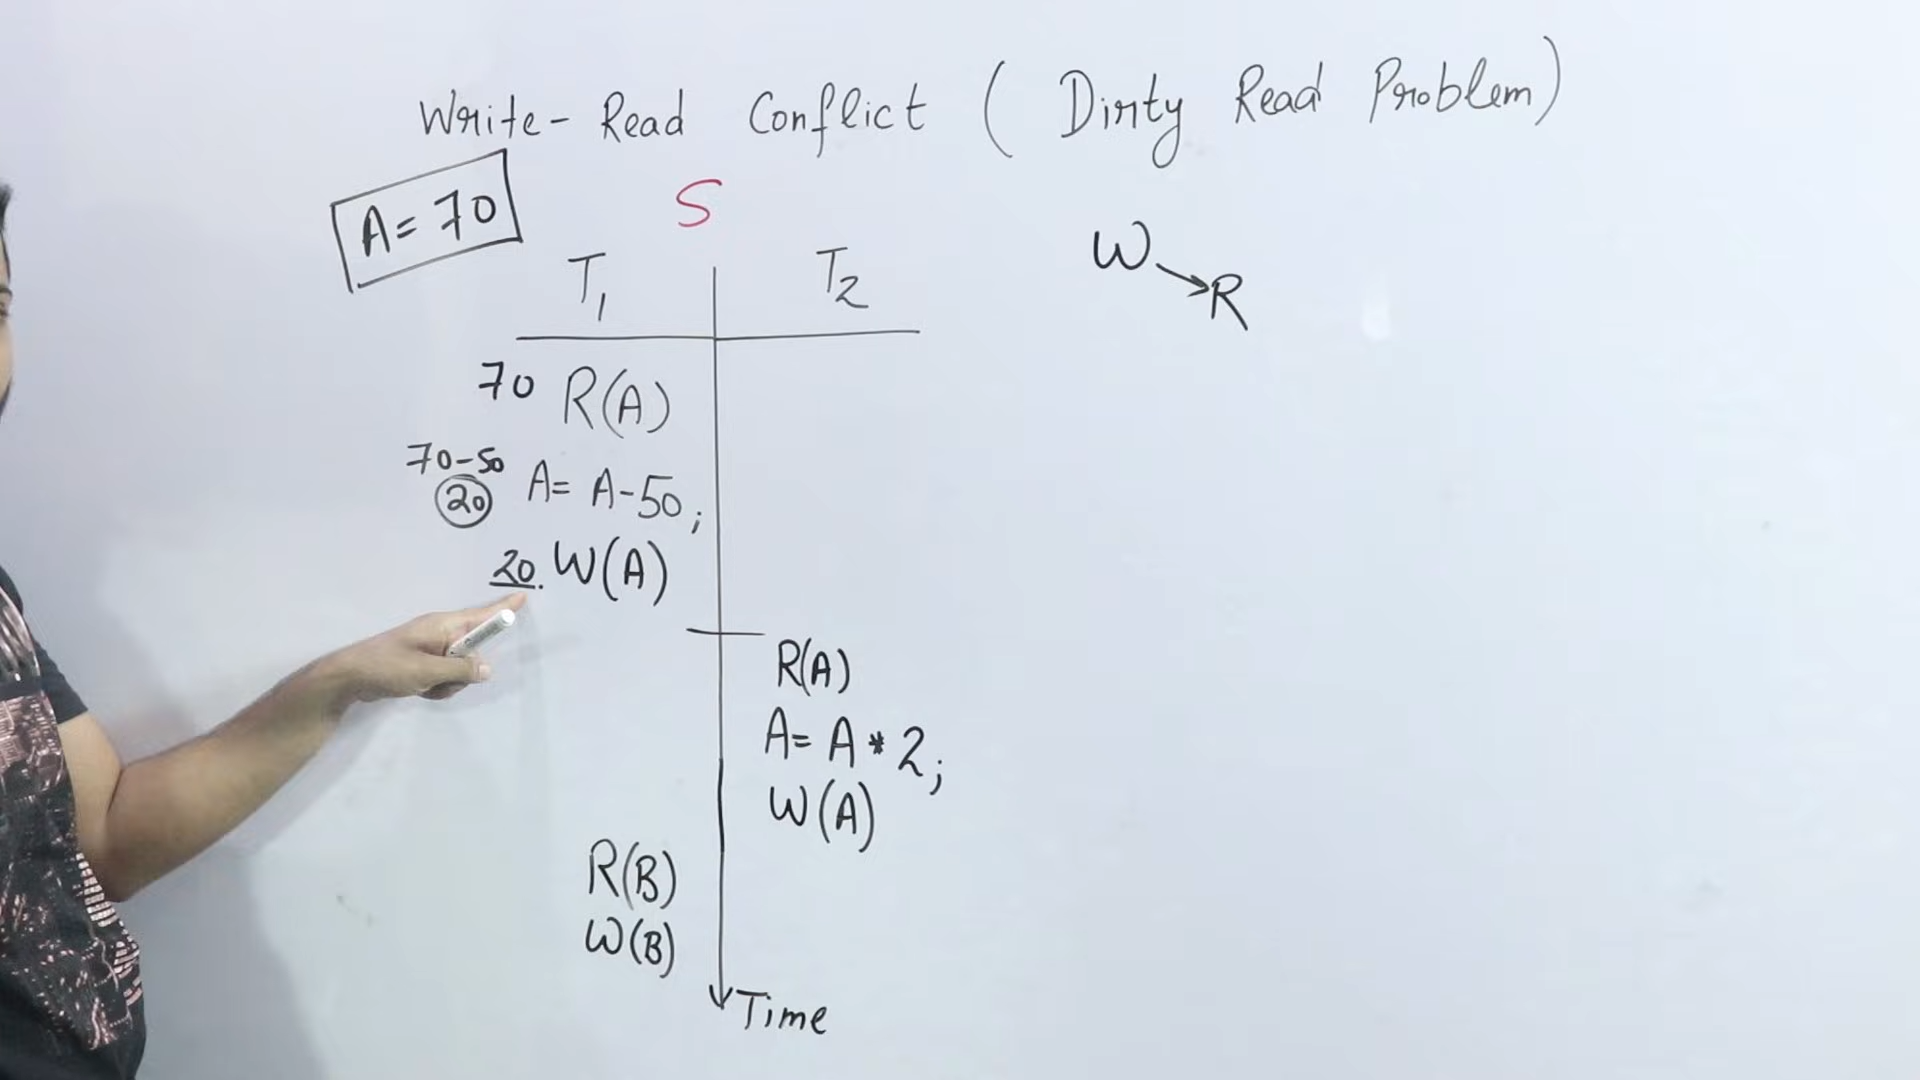 Write-Read Conflict (Dirty Read Problem)
A= 70
S
T1 T2
W→R
70 R(A)
70-50
20 A= A-50;
20. W(A)
R(A)
A= A*2;
W(A)
R(B)
W(B)
Time